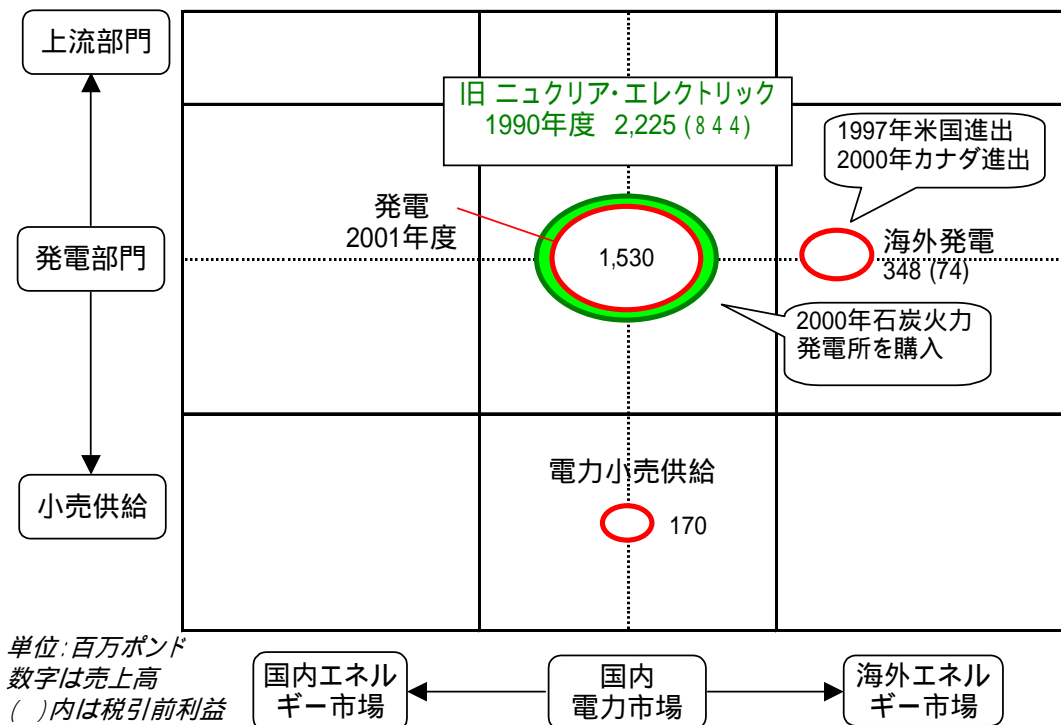 上流部門
旧 ニュクリア・エレクトリック
1990年度 2,225 (８４４)
1997年米国進出
2000年カナダ進出
発電
2001年度
発電部門
1,530
海外発電
348 (74)
2000年石炭火力
発電所を購入
電力小売供給
小売供給
170
単位:百万ポンド
数字は売上高
( )内は税引前利益
国内エネル
ギー市場
国内
電力市場
海外エネル
ギー市場